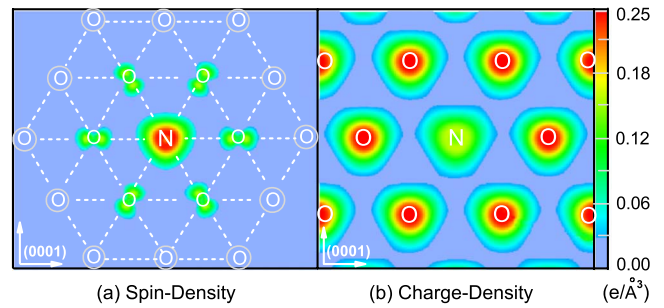 O O O
O O O O
O O N O O
O O O O
O O O
(0001)
(a) Spin-Density
O O O O
O N O
O O O O
(0001)
(b) Charge-Density
0.25
0.18
0.12
0.06
0.00
(e/Å³)